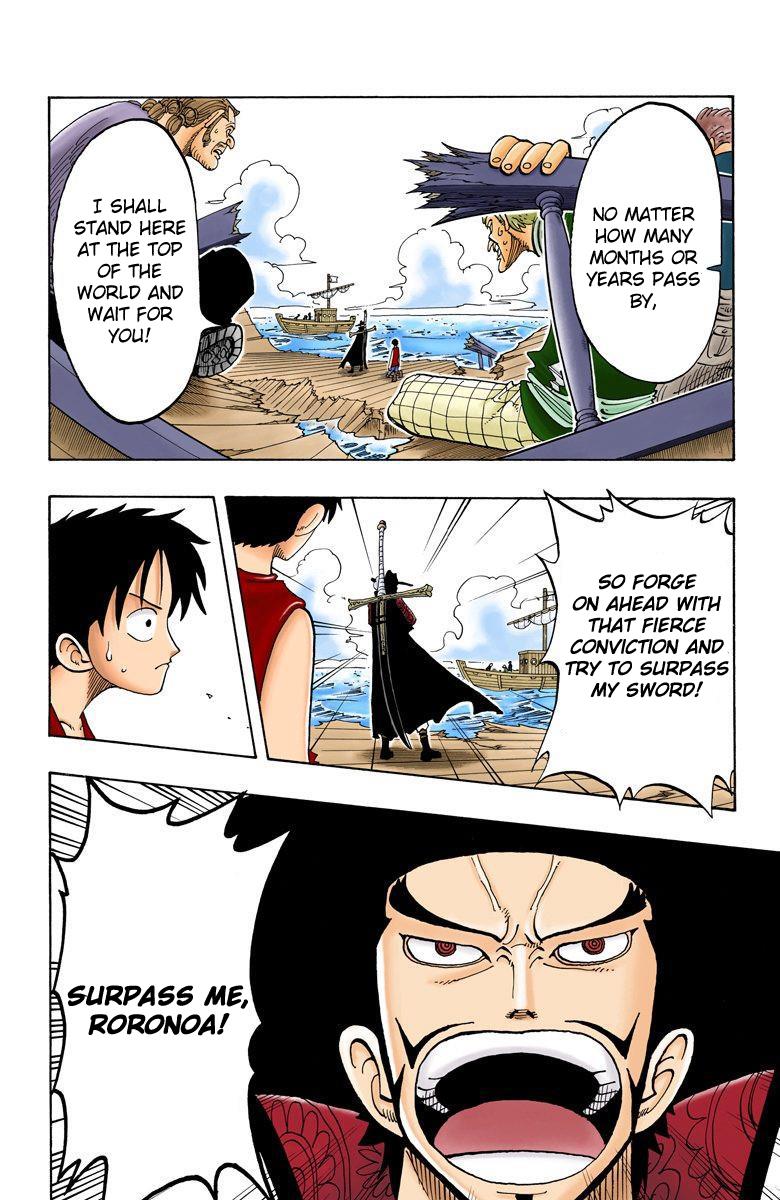 NO MATTER
HOW MANY
MONTHS OR
YEARS PASS
BY,
I SHALL
STAND HERE
AT THE TOP
OF THE
WORLD AND
WAIT FOR
YOU!
SO FORGE
ON AHEAD WITH
THAT FIERCE
CONVICTION AND
TRY TO SURPASS
MY SWORD!
SURPASS ME,
RORONOA!